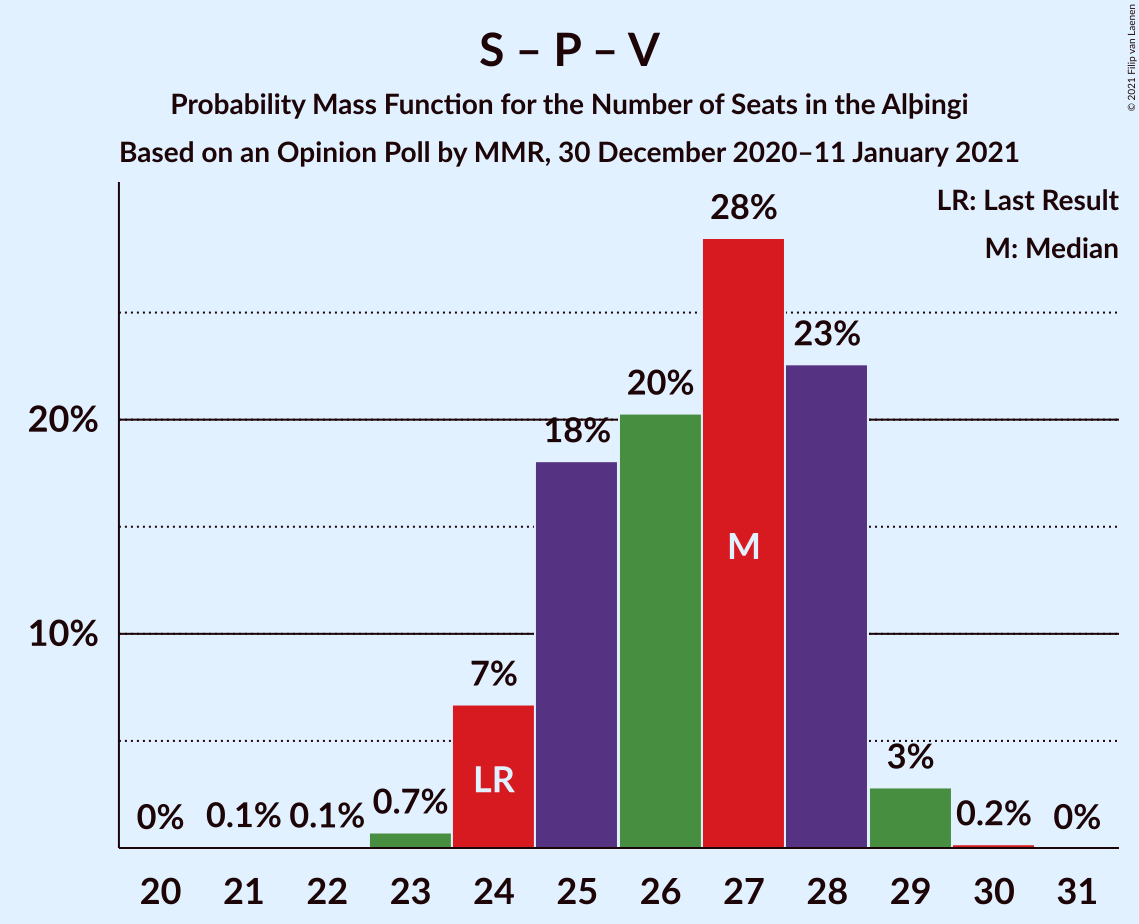 S – P – V
Probability Mass Function for the Number of Seats in the Alþingi
Based on an Opinion Poll by MMR, 30 December 2020–11 January 2021
© 2021 Filip van Laenen
LR: Last Result
M: Median
28%
23%
20%
20%
18%
M
10%
7%
LR
3%
0%
0.1%
0.1%
0.7%
0.2%
0%
20 21 22 23 24 25 26 27 28 29 30 31